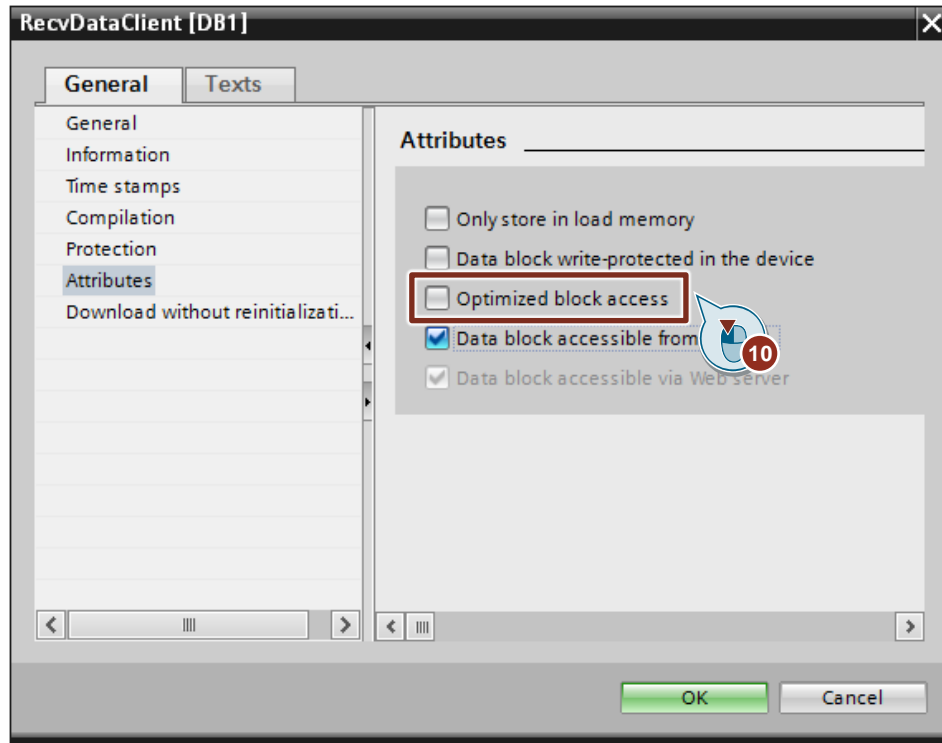 RecvDataClient [DB1]
General
Texts
General
Information
Time stamps
Compilation
Protection
Attributes
Download without reinitializati...
Attributes
Only store in load memory
Data block write-protected in the device
Optimized block access
Data block accessible from
10
Data block accessible via Web server
OK
Cancel